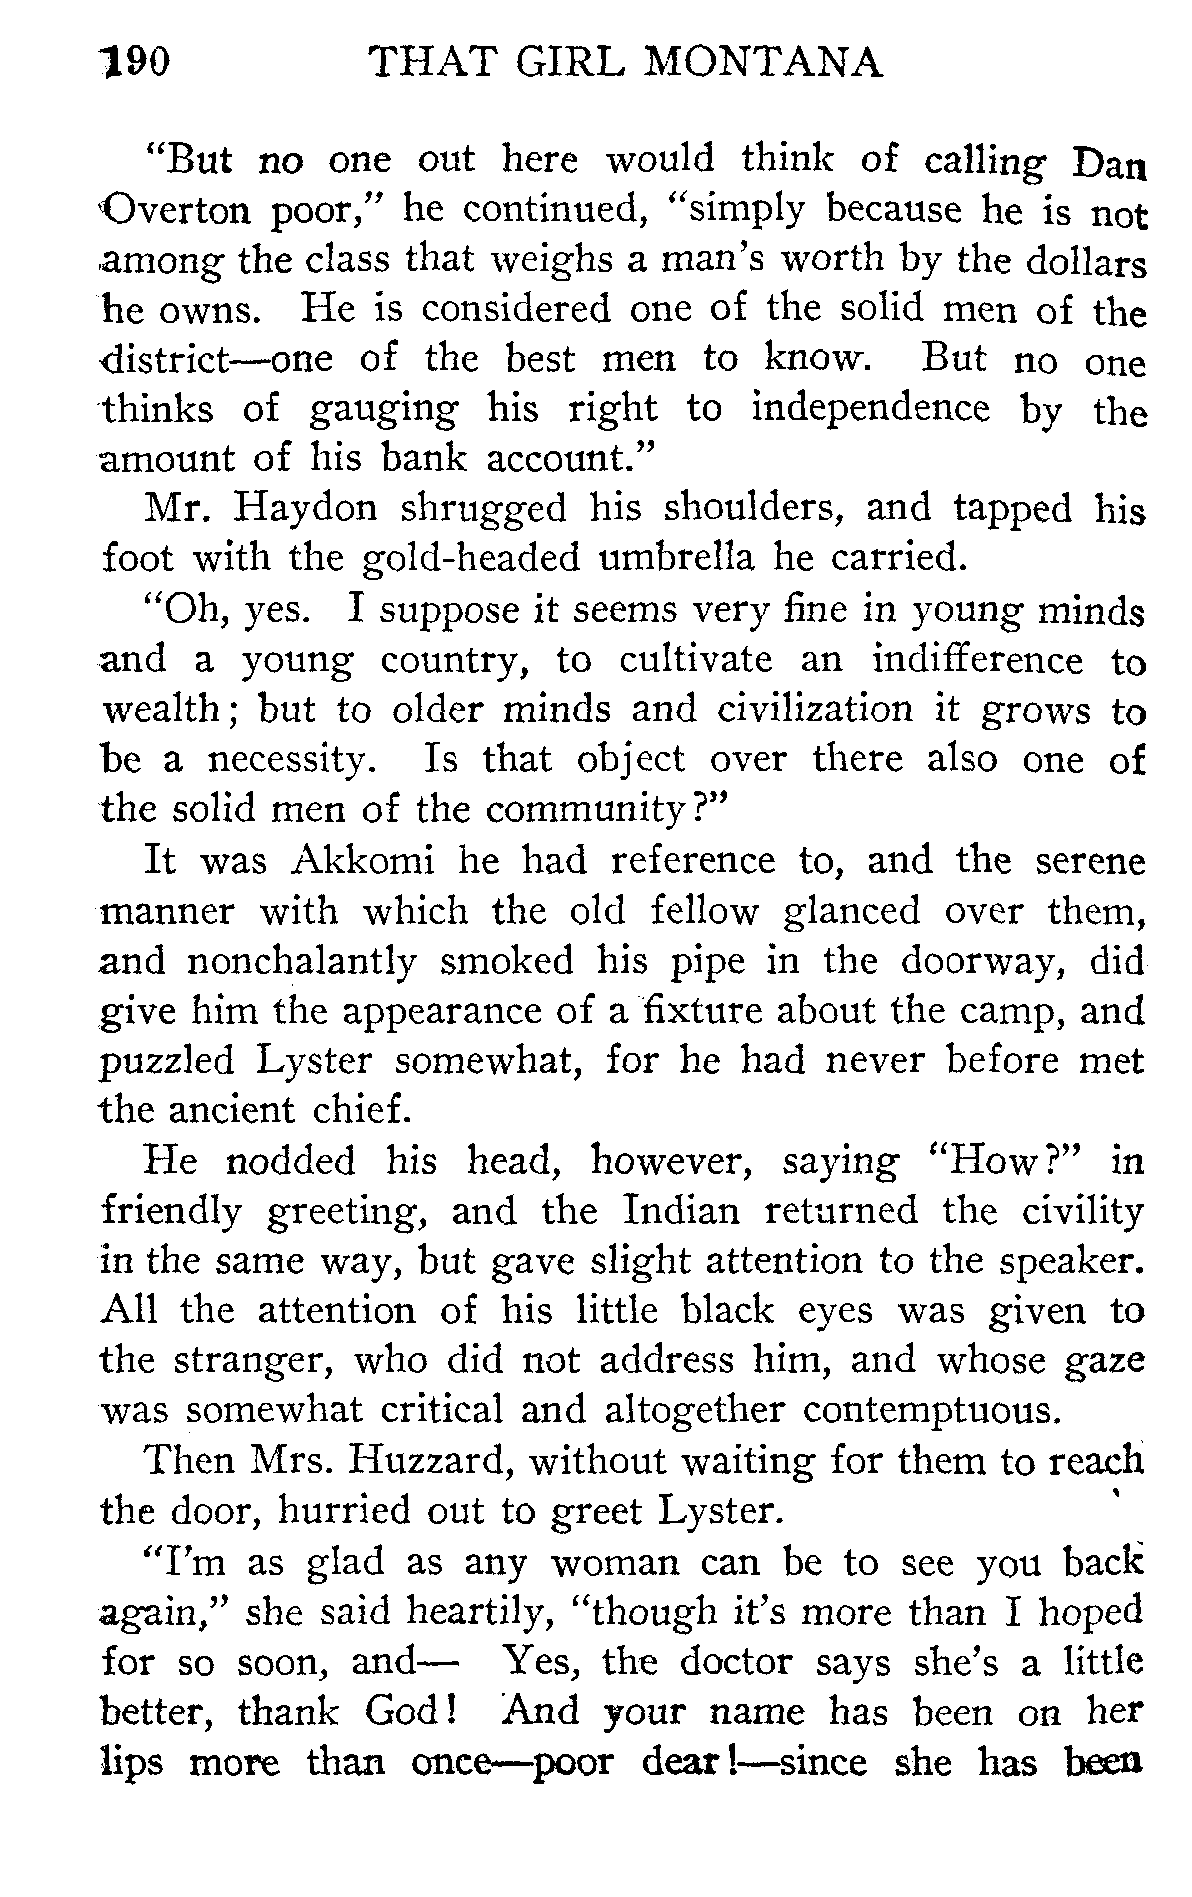 190 THAT GIRL MONTANA
“But no one out here would think of calling Dan
Overton poor,” he continued, “simply because he is not
among the class that weighs a man’s worth by the dollars
he owns. He is considered one of the solid men of the
district—one of the best men to know. But no one
thinks of gauging his right to independence by the
amount of his bank account.”
Mr. Haydon shrugged his shoulders, and tapped his
foot with the gold-headed umbrella he carried.
“Oh, yes. I suppose it seems very fine in young minds
and a young country, to cultivate an indifference to
wealth; but to older minds and civilization it grows to
be a necessity. Is that object over there also one of
the solid men of the community?”
It was Akkomi he had reference to, and the serene
manner with which the old fellow glanced over them,
and nonchalantly smoked his pipe in the doorway, did
give him the appearance of a fixture about the camp, and
puzzled Lyster somewhat, for he had never before met
the ancient chief.
He nodded his head, however, saying “How?” in
friendly greeting, and the Indian returned the civility
in the same way, but gave slight attention to the speaker.
All the attention of his little black eyes was given to
the stranger, who did not address him, and whose gaze
was somewhat critical and altogether contemptuous.
Then Mrs. Huzzard, without waiting for them to reach
the door, hurried out to greet Lyster.
“I’m as glad as any woman can be to see you back
again,” she said heartily, “though it’s more than I hoped
for so soon, and— Yes, the doctor says she’s a little
better, thank God! And your name has been on her
lips more than once—poor dear!—since she has been